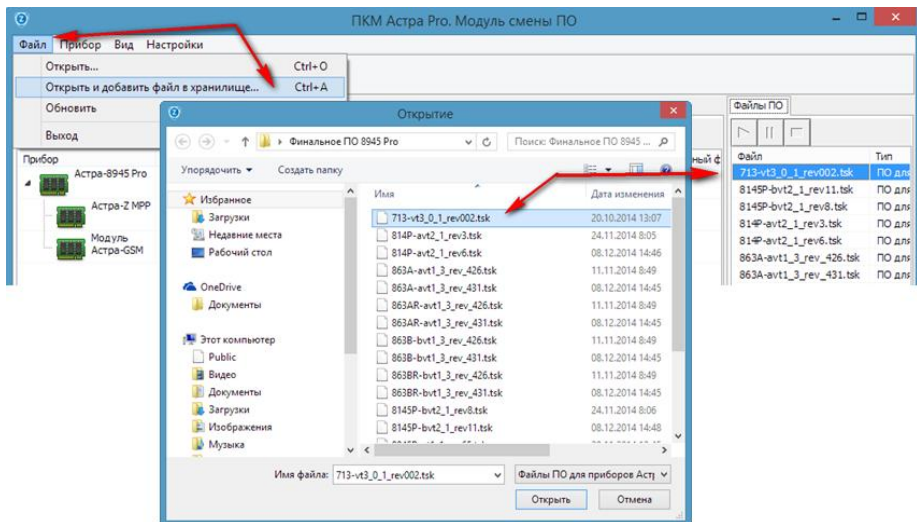 ПКМ Астра Pro. Модуль смены ПО
Файл Прибор Вид Настройки
Открыть... Ctrl+O
Открыть и добавить файл в хранилище... Ctrl+A
Обновить
Выход
Прибор
Астра-8945 Pro
Астра-Z MPP
Модуль
Астра-GSM
Открытие
Финальное ПО 8945 Pro
Поиск: Финальное ПО 8945 ...
Упорядочить
Создать папку
Избранное
Загрузки
Недавние места
Рабочий стол
OneDrive
Документы
Этот компьютер
Public
Видео
Документы
Загрузки
Изображения
Музыка
Имя Дата изменения
713-vt3_0_1_rev002.tsk 20.10.2014 13:07
814P-avt2_1_rev3.tsk 24.11.2014 8:05
814P-avt2_1_rev6.tsk 08.12.2014 14:46
863A-avt1_3_rev_426.tsk 11.11.2014 8:49
863A-avt1_3_rev_431.tsk 08.12.2014 14:45
863AR-avt1_3_rev_426.tsk 11.11.2014 8:49
863AR-avt1_3_rev_431.tsk 08.12.2014 14:45
863B-bvt1_3_rev_426.tsk 11.11.2014 8:49
863B-bvt1_3_rev_431.tsk 08.12.2014 14:45
863BR-bvt1_3_rev_426.tsk 11.11.2014 8:49
863BR-bvt1_3_rev_431.tsk 08.12.2014 14:45
8145P-bvt2_1_rev8.tsk 24.11.2014 8:06
8145P-bvt2_1_rev11.tsk 08.12.2014 14:48
Имя файла: 713-vt3_0_1_rev002.tsk
Файлы ПО для приборов Аст
Открыть Отмена
Файлы ПО
ный ф
Файл Тип
713-vt3_0_1_rev002.tsk ПО для
8145P-bvt2_1_rev11.tsk ПО для
8145P-bvt2_1_rev8.tsk ПО для
814P-avt2_1_rev3.tsk ПО для
814P-avt2_1_rev6.tsk ПО для
863A-avt1_3_rev_426.tsk ПО для
863A-avt1_3_rev_431.tsk ПО для